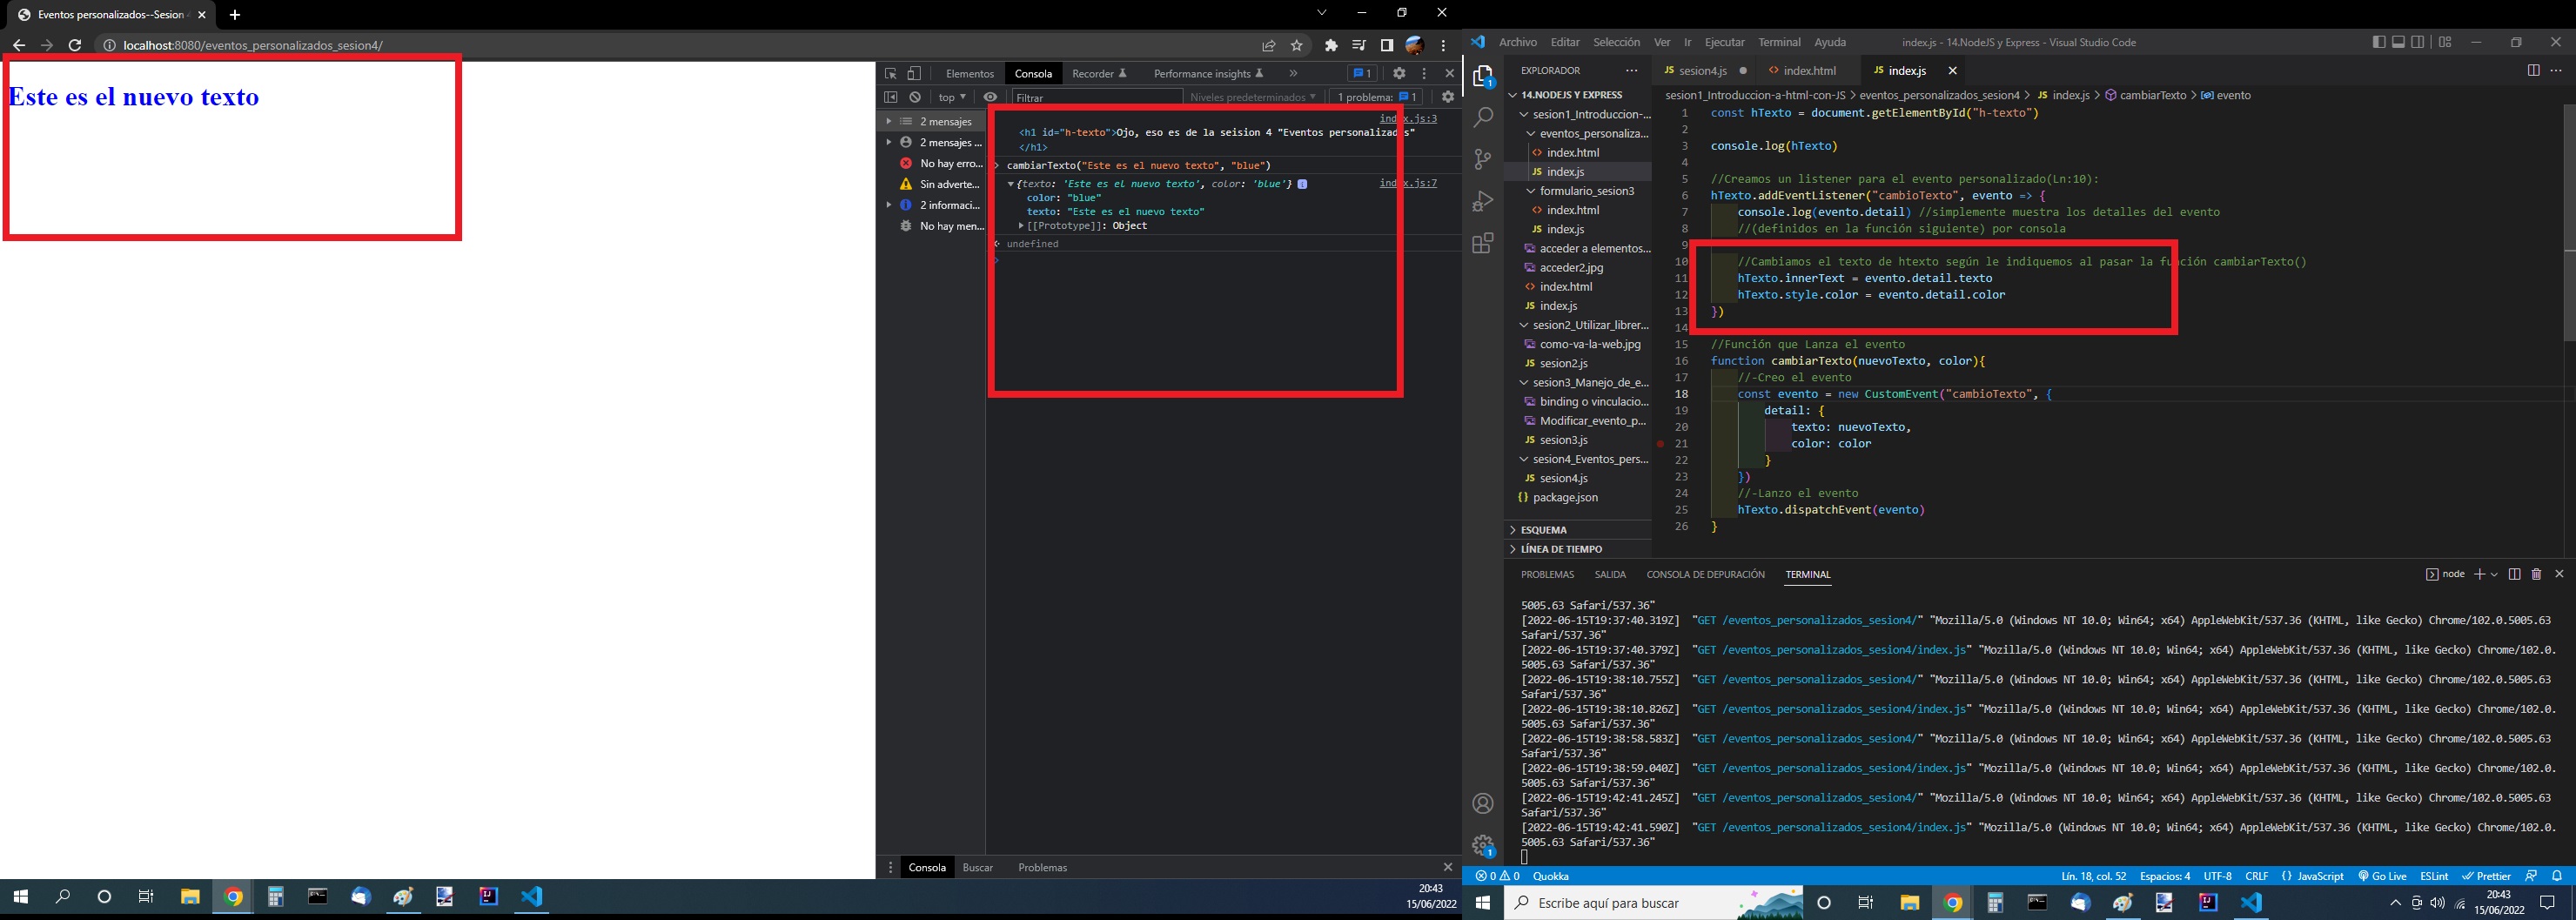 Eventos personalizados--Sesion 4
localhost:8080/eventos_personalizados_sesion4/
Este es el nuevo texto
Elementos
Consola
Recorder
Performance insights
1
top
Filtrar
Niveles predeterminados
1 problema:
1
2 mensajes
2 mensajes ...
No hay erro...
Sin adverte...
2 informaci...
No hay men...
index.js:3
<h1 id="h-texto">Ojo, eso es de la seision 4 "Eventos personalizados"
</h1>
cambiarTexto("Este es el nuevo texto", "blue")
{texto: 'Este es el nuevo texto', color: 'blue'}
index.js:7
color: "blue"
texto: "Este es el nuevo texto"
[[Prototype]]: Object
undefined
Consola
Buscar
Problemas
20:43
15/06/2022
Archivo Editar Selección Ver Ir Ejecutar Terminal Ayuda
index.js - 14.NodeJS y Express - Visual Studio Code
EXPLORADOR
14.NODEJS Y EXPRESS
sesion1_Introduccion-...
eventos_personaliza...
index.html
JS index.js
formulario_sesion3
index.html
JS index.js
acceder a elementos...
acceder2.jpg
index.html
JS index.js
sesion2_Utilizar_librer...
como-va-la-web.jpg
JS sesion2.js
sesion3_Manejo_de_e...
binding o vinculacio...
Modificar_evento_p...
JS sesion3.js
sesion4_Eventos_pers...
JS sesion4.js
{} package.json
ESQUEMA
LÍNEA DE TIEMPO
JS sesion4.js
index.html
JS index.js
sesion1_Introduccion-a-html-con-JS > eventos_personalizados_sesion4 > JS index.js > cambiarTexto > evento
1 const hTexto = document.getElementById("h-texto")
2
3 console.log(hTexto)
4
5 //Creamos un listener para el evento personalizado(Ln:10):
6 hTexto.addEventListener("cambioTexto", evento => {
7 console.log(evento.detail) //simplemente muestra los detalles del evento
8 //(definidos en la función siguiente) por consola
9
10 //Cambiamos el texto de htexto según le indiquemos al pasar la función cambiarTexto()
11 hTexto.innerText = evento.detail.texto
12 hTexto.style.color = evento.detail.color
13 })
14
15 //Función que Lanza el evento
16 function cambiarTexto(nuevoTexto, color){
17 //-Creo el evento
18 const evento = new CustomEvent("cambioTexto", {
19 detail: {
20 texto: nuevoTexto,
21 color: color
22 }
23 })
24 //-Lanzo el evento
25 hTexto.dispatchEvent(evento)
26 }
PROBLEMAS SALIDA CONSOLA DE DEPURACIÓN TERMINAL
node
5005.63 Safari/537.36"
[2022-06-15T19:37:40.319Z] "GET /eventos_personalizados_sesion4/" "Mozilla/5.0 (Windows NT 10.0; Win64; x64) AppleWebKit/537.36 (KHTML, like Gecko) Chrome/102.0.5005.63
Safari/537.36"
[2022-06-15T19:37:40.379Z] "GET /eventos_personalizados_sesion4/index.js" "Mozilla/5.0 (Windows NT 10.0; Win64; x64) AppleWebKit/537.36 (KHTML, like Gecko) Chrome/102.0.
5005.63 Safari/537.36"
[2022-06-15T19:38:10.755Z] "GET /eventos_personalizados_sesion4/" "Mozilla/5.0 (Windows NT 10.0; Win64; x64) AppleWebKit/537.36 (KHTML, like Gecko) Chrome/102.0.5005.63
Safari/537.36"
[2022-06-15T19:38:10.826Z] "GET /eventos_personalizados_sesion4/index.js" "Mozilla/5.0 (Windows NT 10.0; Win64; x64) AppleWebKit/537.36 (KHTML, like Gecko) Chrome/102.0.
5005.63 Safari/537.36"
[2022-06-15T19:38:58.583Z] "GET /eventos_personalizados_sesion4/" "Mozilla/5.0 (Windows NT 10.0; Win64; x64) AppleWebKit/537.36 (KHTML, like Gecko) Chrome/102.0.5005.63
Safari/537.36"
[2022-06-15T19:38:59.040Z] "GET /eventos_personalizados_sesion4/index.js" "Mozilla/5.0 (Windows NT 10.0; Win64; x64) AppleWebKit/537.36 (KHTML, like Gecko) Chrome/102.0.
5005.63 Safari/537.36"
[2022-06-15T19:42:41.245Z] "GET /eventos_personalizados_sesion4/" "Mozilla/5.0 (Windows NT 10.0; Win64; x64) AppleWebKit/537.36 (KHTML, like Gecko) Chrome/102.0.5005.63
Safari/537.36"
[2022-06-15T19:42:41.590Z] "GET /eventos_personalizados_sesion4/index.js" "Mozilla/5.0 (Windows NT 10.0; Win64; x64) AppleWebKit/537.36 (KHTML, like Gecko) Chrome/102.0.
5005.63 Safari/537.36"
0 0 Quokka
Lín. 18, col. 52 Espacios: 4 UTF-8 CRLF {} JavaScript Go Live ESLint Prettier
Escribe aquí para buscar
20:43
15/06/2022